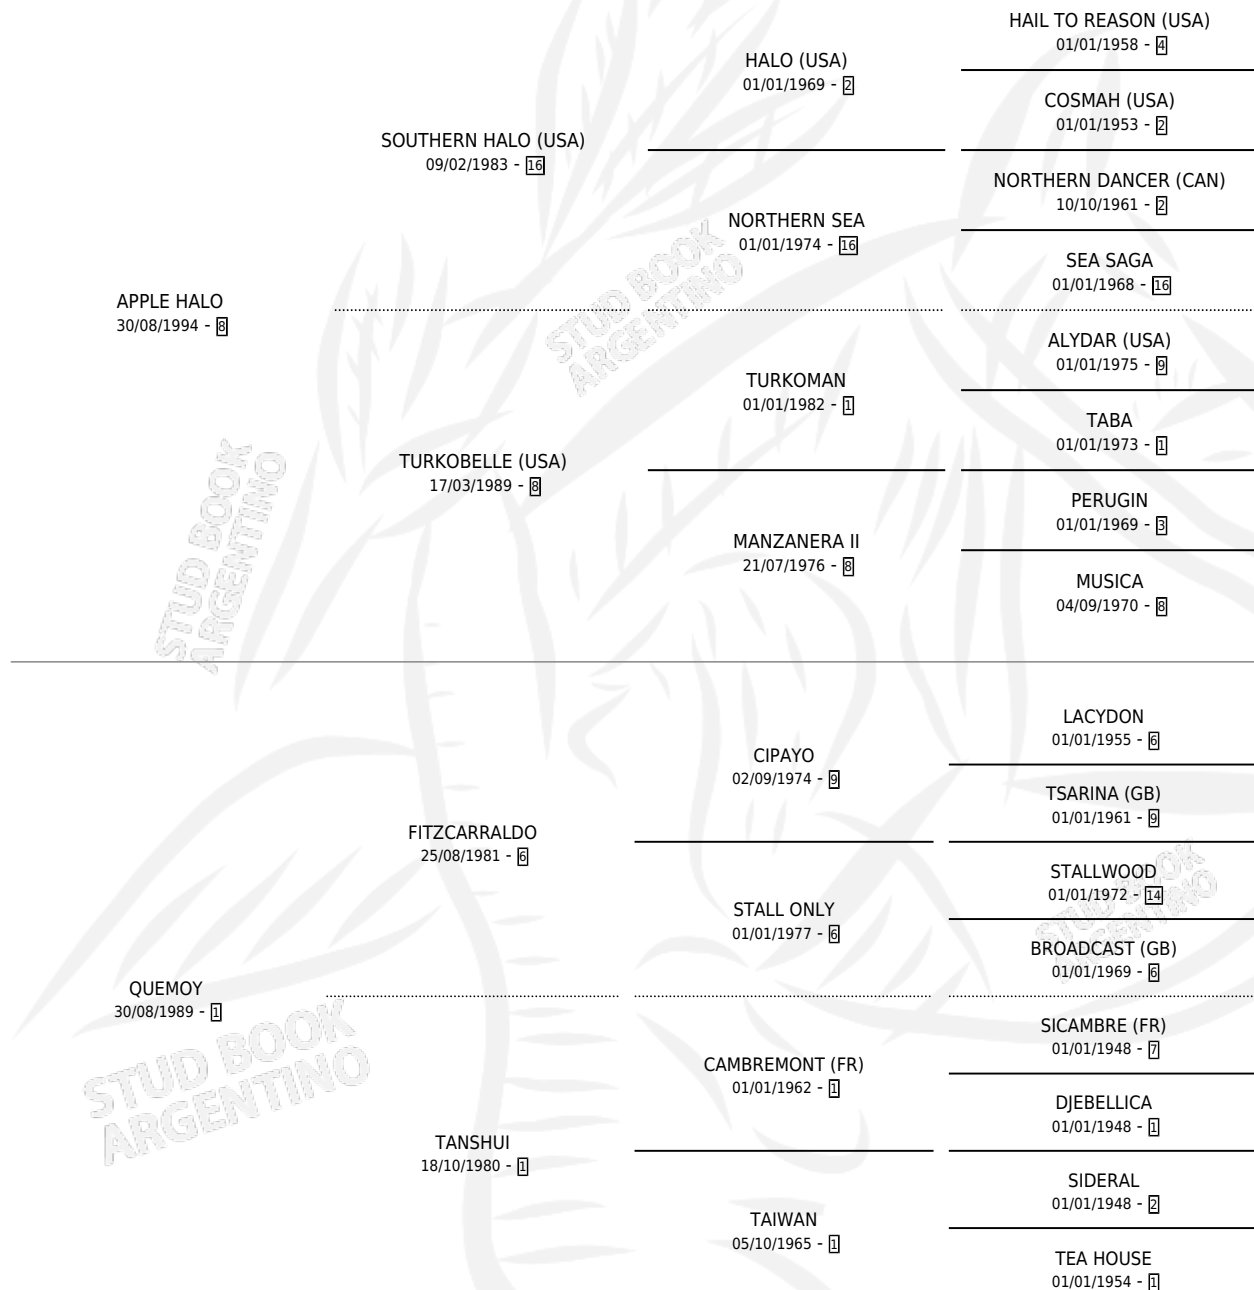 HAIL TO REASON (USA)
01/01/1958 - 4
HALO (USA)
01/01/1969 - 2
COSMAH (USA)
01/01/1953 - 2
SOUTHERN HALO (USA)
09/02/1983 - 16
NORTHERN DANCER (CAN)
10/10/1961 - 2
NORTHERN SEA
01/01/1974 - 16
SEA SAGA
01/01/1968 - 16
APPLE HALO
30/08/1994 - 8
ALYDAR (USA)
01/01/1975 - 9
TURKOMAN
01/01/1982 - 1
TABA
01/01/1973 - 1
TURKOBELLE (USA)
17/03/1989 - 8
PERUGIN
01/01/1969 - 3
MANZANERA II
21/07/1976 - 8
MUSICA
04/09/1970 - 8
LACYDON
01/01/1955 - 6
CIPAYO
02/09/1974 - 9
TSARINA (GB)
01/01/1961 - 9
FITZCARRALDO
25/08/1981 - 6
STALLWOOD
01/01/1972 - 14
STALL ONLY
01/01/1977 - 6
BROADCAST (GB)
01/01/1969 - 6
QUEMOY
30/08/1989 - 1
SICAMBRE (FR)
01/01/1948 - 7
CAMBREMONT (FR)
01/01/1962 - 1
DJEBELLICA
01/01/1948 - 1
TANSHUI
18/10/1980 - 1
SIDERAL
01/01/1948 - 2
TAIWAN
05/10/1965 - 1
TEA HOUSE
01/01/1954 - 1
STUD BOOK
ARGENTINO
STUD BOOK
ARGENTINO
STUD BOOK
ARGENTINO
STUD BOOK
ARGENTINO